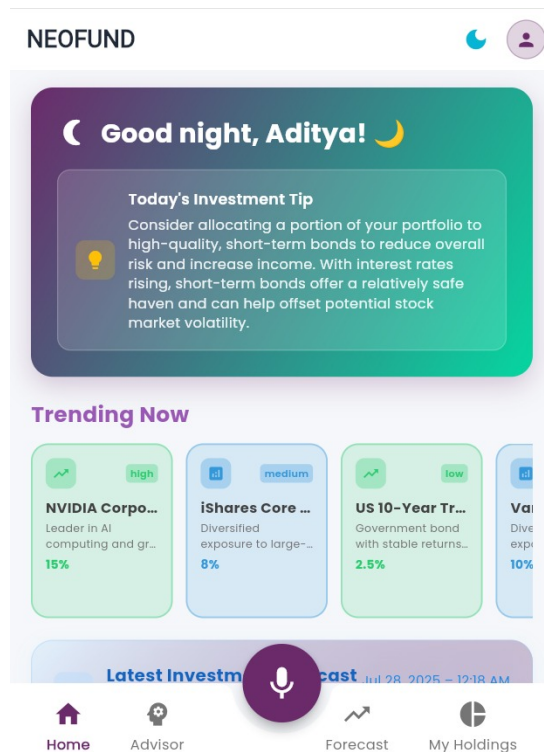 NEOFUND
Good night, Aditya! 🌙
Today's Investment Tip
Consider allocating a portion of your portfolio to
high-quality, short-term bonds to reduce overall
risk and increase income. With interest rates
rising, short-term bonds offer a relatively safe
haven and can help offset potential stock
market volatility.
Trending Now
high
NVIDIA Corpo...
Leader in AI
computing and gr...
15%
medium
iShares Core ...
Diversified
exposure to large-...
8%
low
US 10-Year Tr...
Government bond
with stable returns...
2.5%
10%
Latest Investm
Jul 28, 2025 – 12:18 AM
Home
Advisor
Forecast
My Holdings